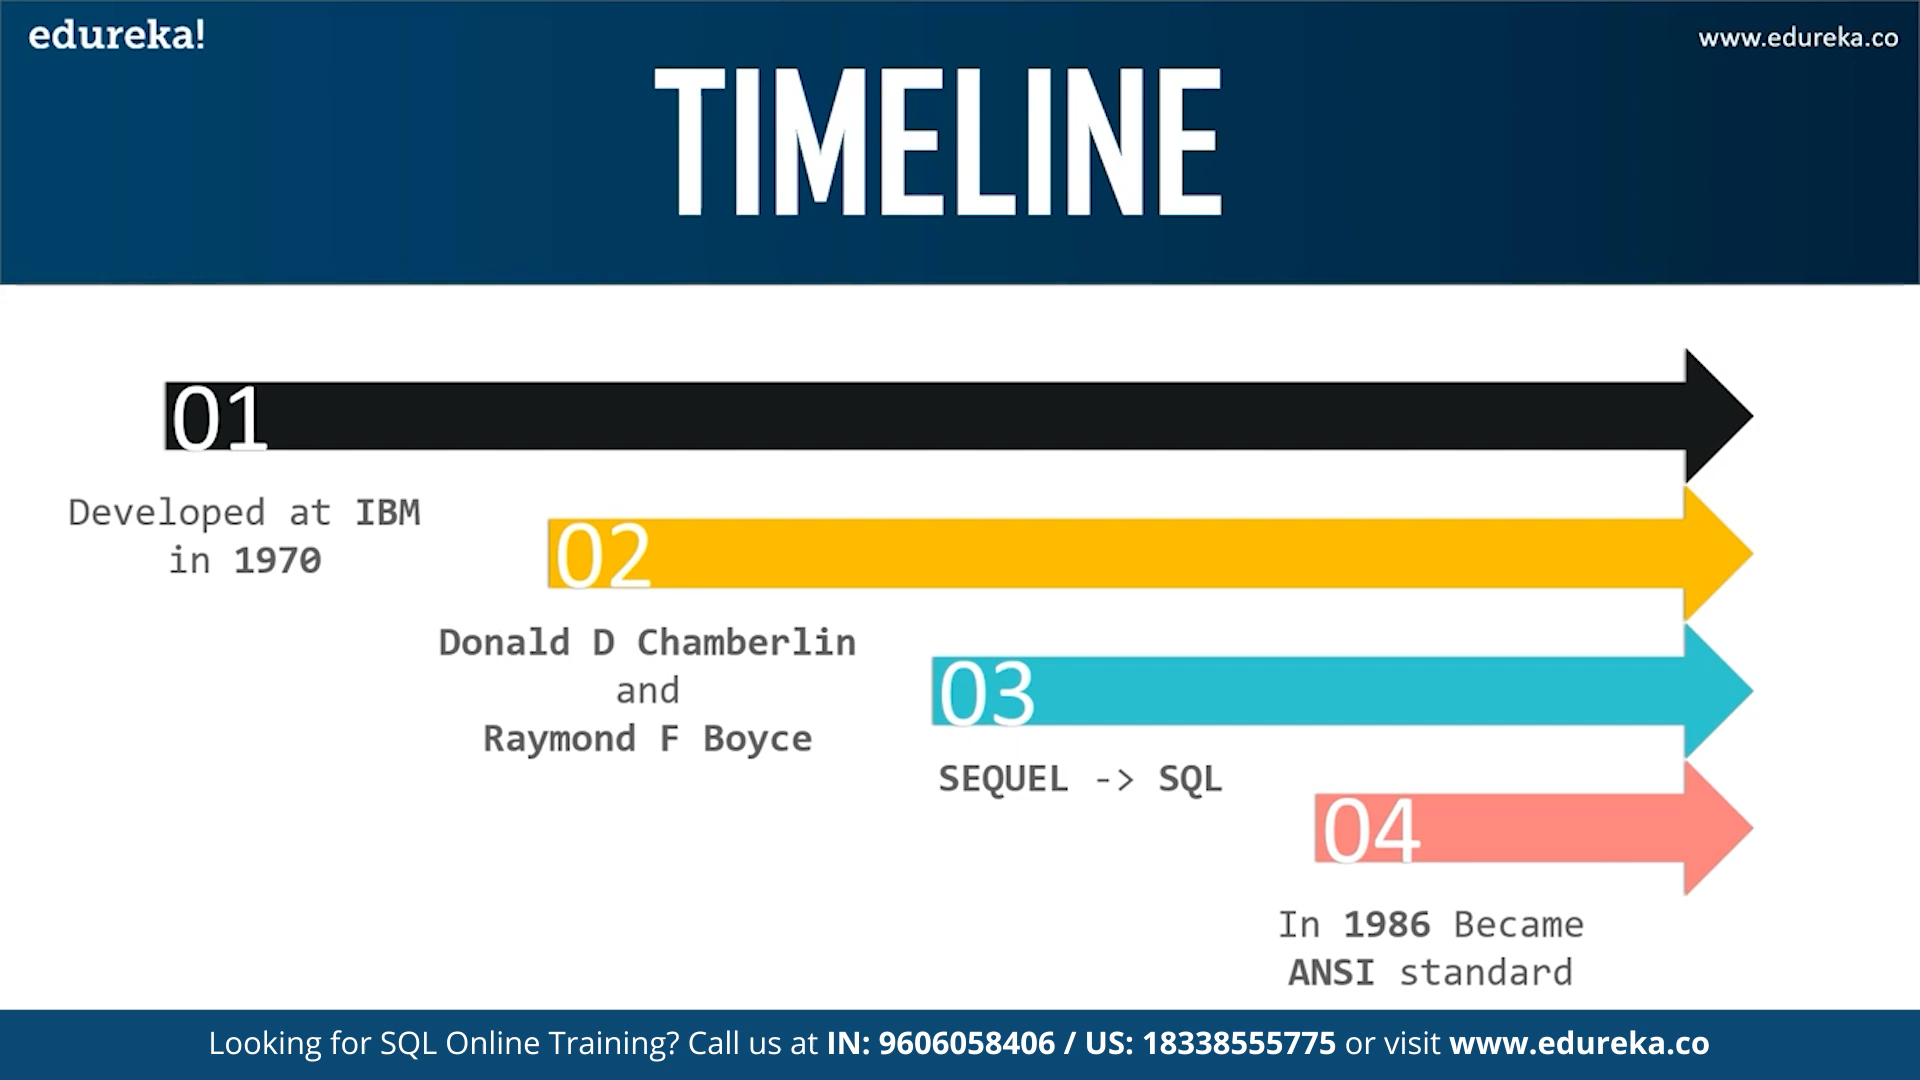 edureka!
www.edureka.co
TIMELINE
01
Developed at IBM
in 1970
02
Donald D Chamberlin
and
Raymond F Boyce
03
SEQUEL -> SQL
04
In 1986 Became
ANSI standard
Looking for SQL Online Training? Call us at IN: 9606058406 / US: 18338555775 or visit www.edureka.co